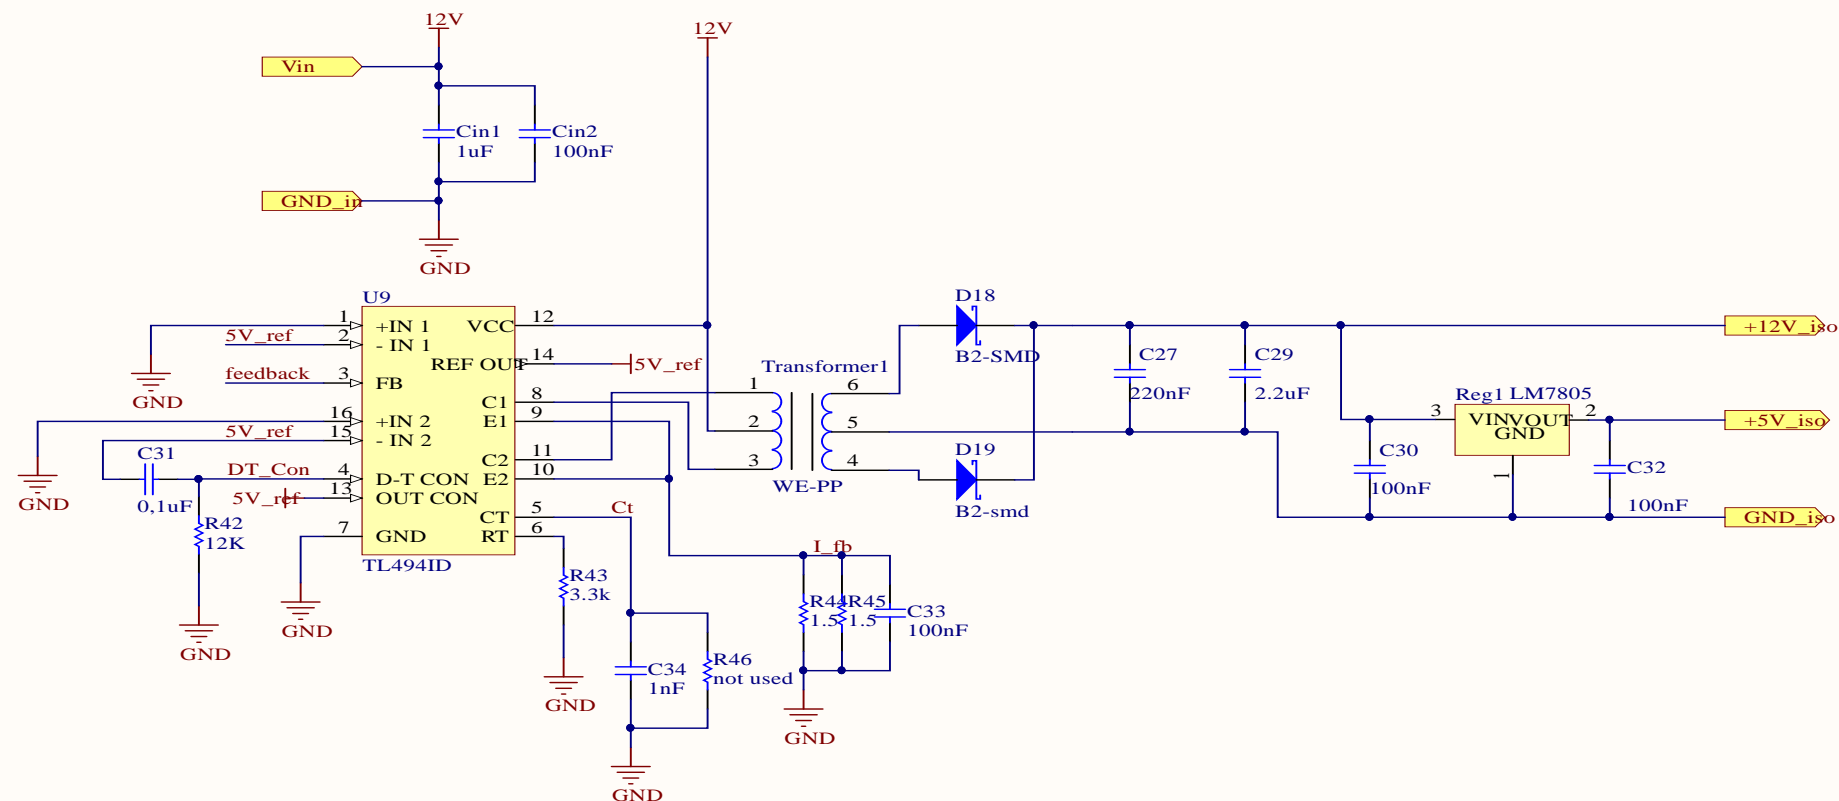 12V
Vin
Cin1
1uF
Cin2
100nF
GND_in
GND
12V
U9
1
+IN 1
5V_ref
2
- IN 1
feedback
3
FB
16
+IN 2
5V_ref
15
- IN 2
DT_Con
4
D-T CON
5V_ref
13
OUT CON
7
GND
VCC
12
REF OUT
14
5V_ref
C1
8
E1
9
C2
11
E2
10
CT
5
Ct
RT
6
TL494ID
GND
GND
C31
0,1uF
R42
12K
GND
GND
R43
3.3k
GND
C34
1nF
R46
not used
GND
I_fb
R44
1.5
R45
1.5
C33
100nF
GND
Transformer1
1
2
3
6
5
4
WE-PP
D18
B2-SMD
D19
B2-smd
C27
220nF
C29
2.2uF
Reg1 LM7805
3
VIN
VOUT
2
GND
1
C30
100nF
C32
100nF
+12V_iso
+5V_iso
GND_iso